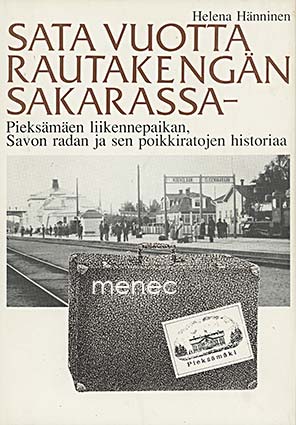 Helena Hänninen
SATA VUOTTA
RAUTAKENGÄN
SAKARASSA–
Pieksämäen liikennepaikan,
Savon radan ja sen poikkiratojen historiaa
menec
Pieksämäki